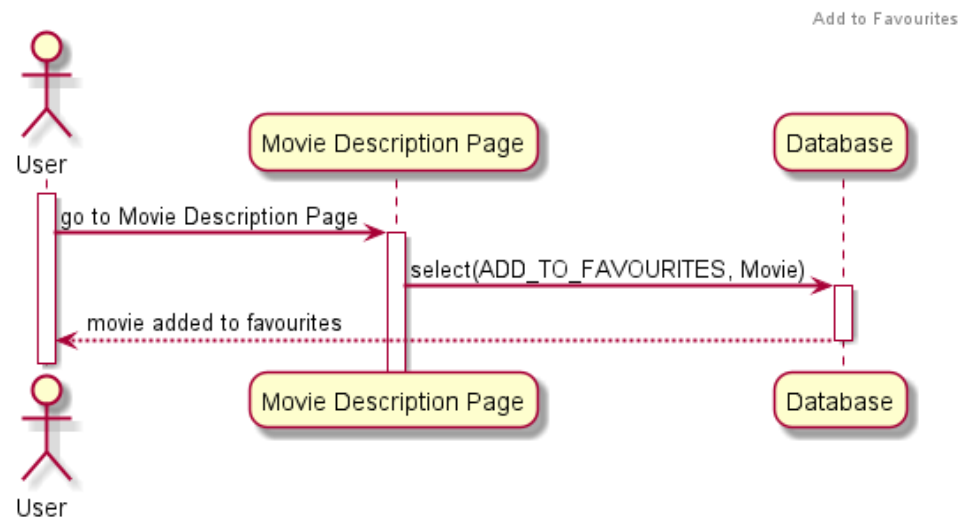 Add to Favourites
User
Movie Description Page
Database
go to Movie Description Page
select(ADD_TO_FAVOURITES, Movie)
movie added to favourites
Movie Description Page
Database
User